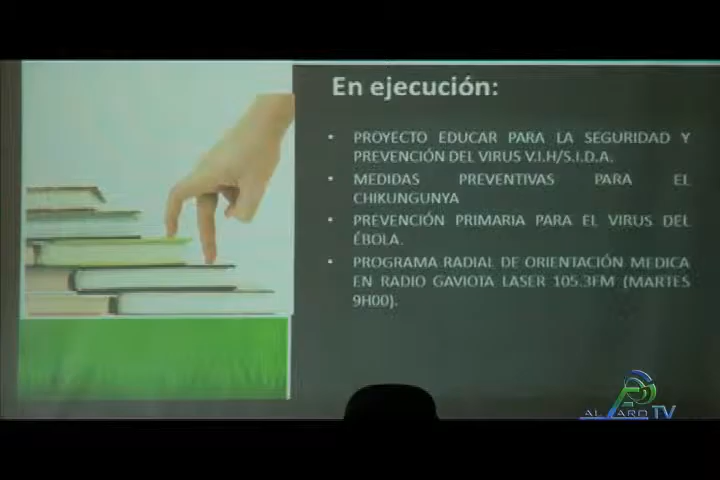 En ejecución:
• PROYECTO EDUCAR PARA LA SEGURIDAD Y
PREVENCIÓN DEL VIRUS V.I.H/S.I.D.A.
• MEDIDAS PREVENTIVAS PARA EL
CHIKUNGUNYA
• PREVENCIÓN PRIMARIA PARA EL VIRUS DEL
ÉBOLA.
• PROGRAMA RADIAL DE ORIENTACIÓN MEDICA
EN RADIO GAVIOTA LASER 105.3FM (MARTES
9H00).
ALFARO TV